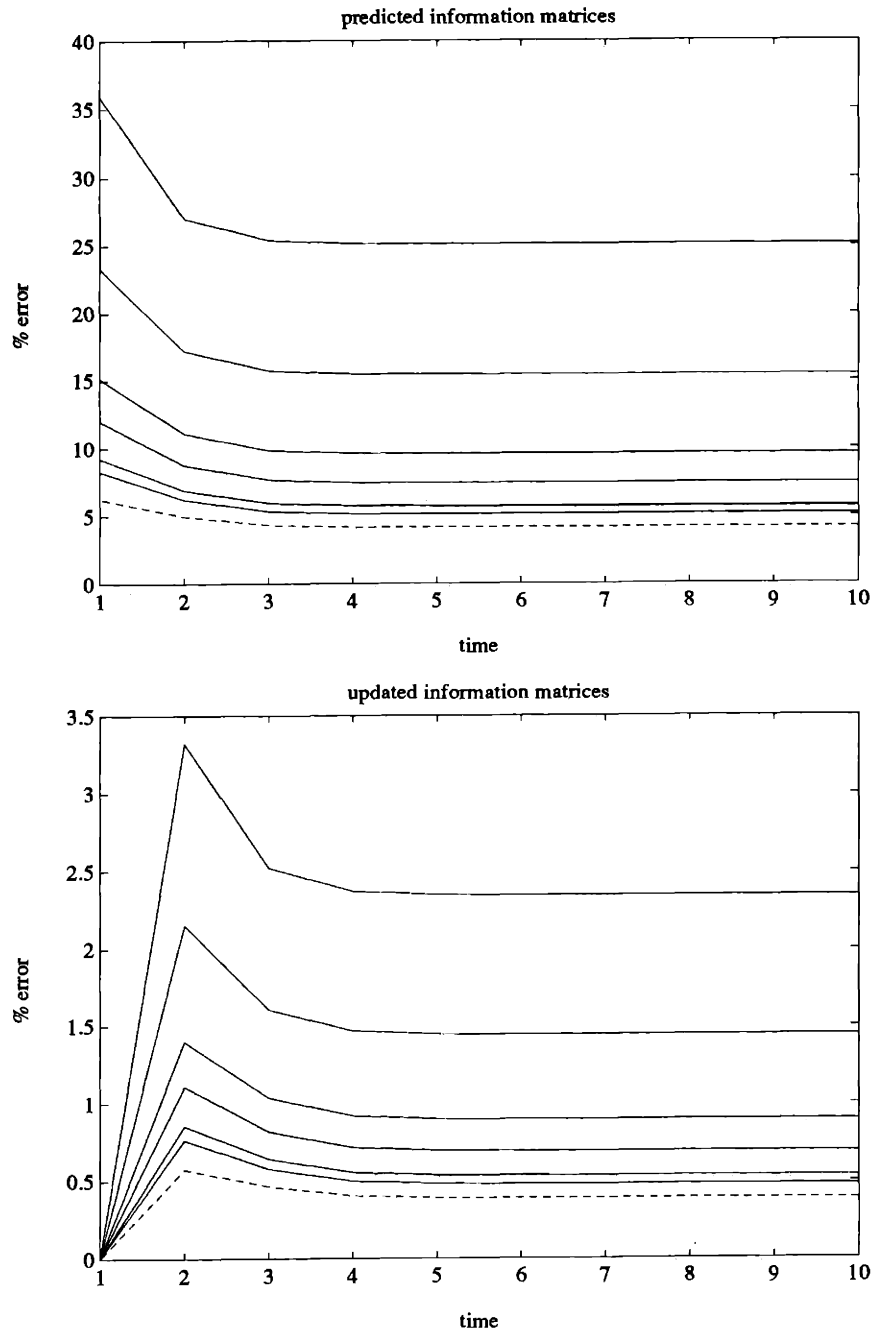 predicted information matrices
40
35
30
25
20
15
10
5
0
% error
1 2 3 4 5 6 7 8 9 10
time
updated information matrices
3.5
3
2.5
2
1.5
1
0.5
0
% error
1 2 3 4 5 6 7 8 9 10
time